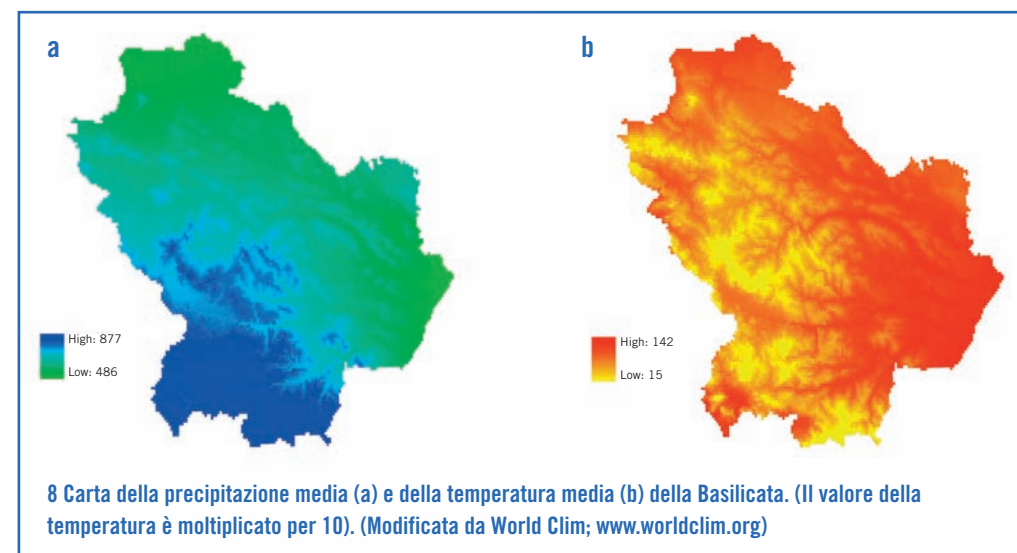 a
b
High: 877
Low: 486
High: 142
Low: 15
8 Carta della precipitazione media (a) e della temperatura media (b) della Basilicata. (Il valore della
temperatura è moltiplicato per 10). (Modificata da World Clim; www.worldclim.org)